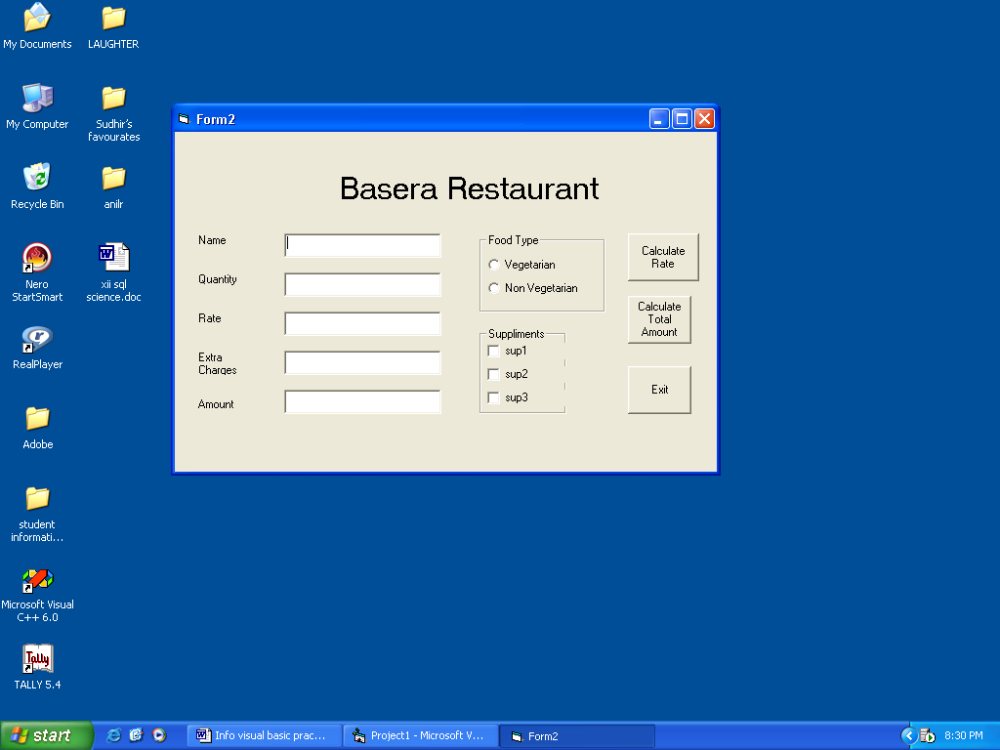 My Documents
LAUGHTER
My Computer
Sudhir's
favourates
Recycle Bin
anilr
Nero
StartSmart
xii sql
science.doc
RealPlayer
Adobe
student
informati...
Microsoft Visual
C++ 6.0
Tally
TALLY 5.4
Form2
Basera Restaurant
Name
Quantity
Rate
Extra
Charges
Amount
Food Type
Vegetarian
Non Vegetarian
Suppliments
sup1
sup2
sup3
Calculate
Rate
Calculate
Total
Amount
Exit
start
Info visual basic prac...
Project1 - Microsoft V...
Form2
8:30 PM